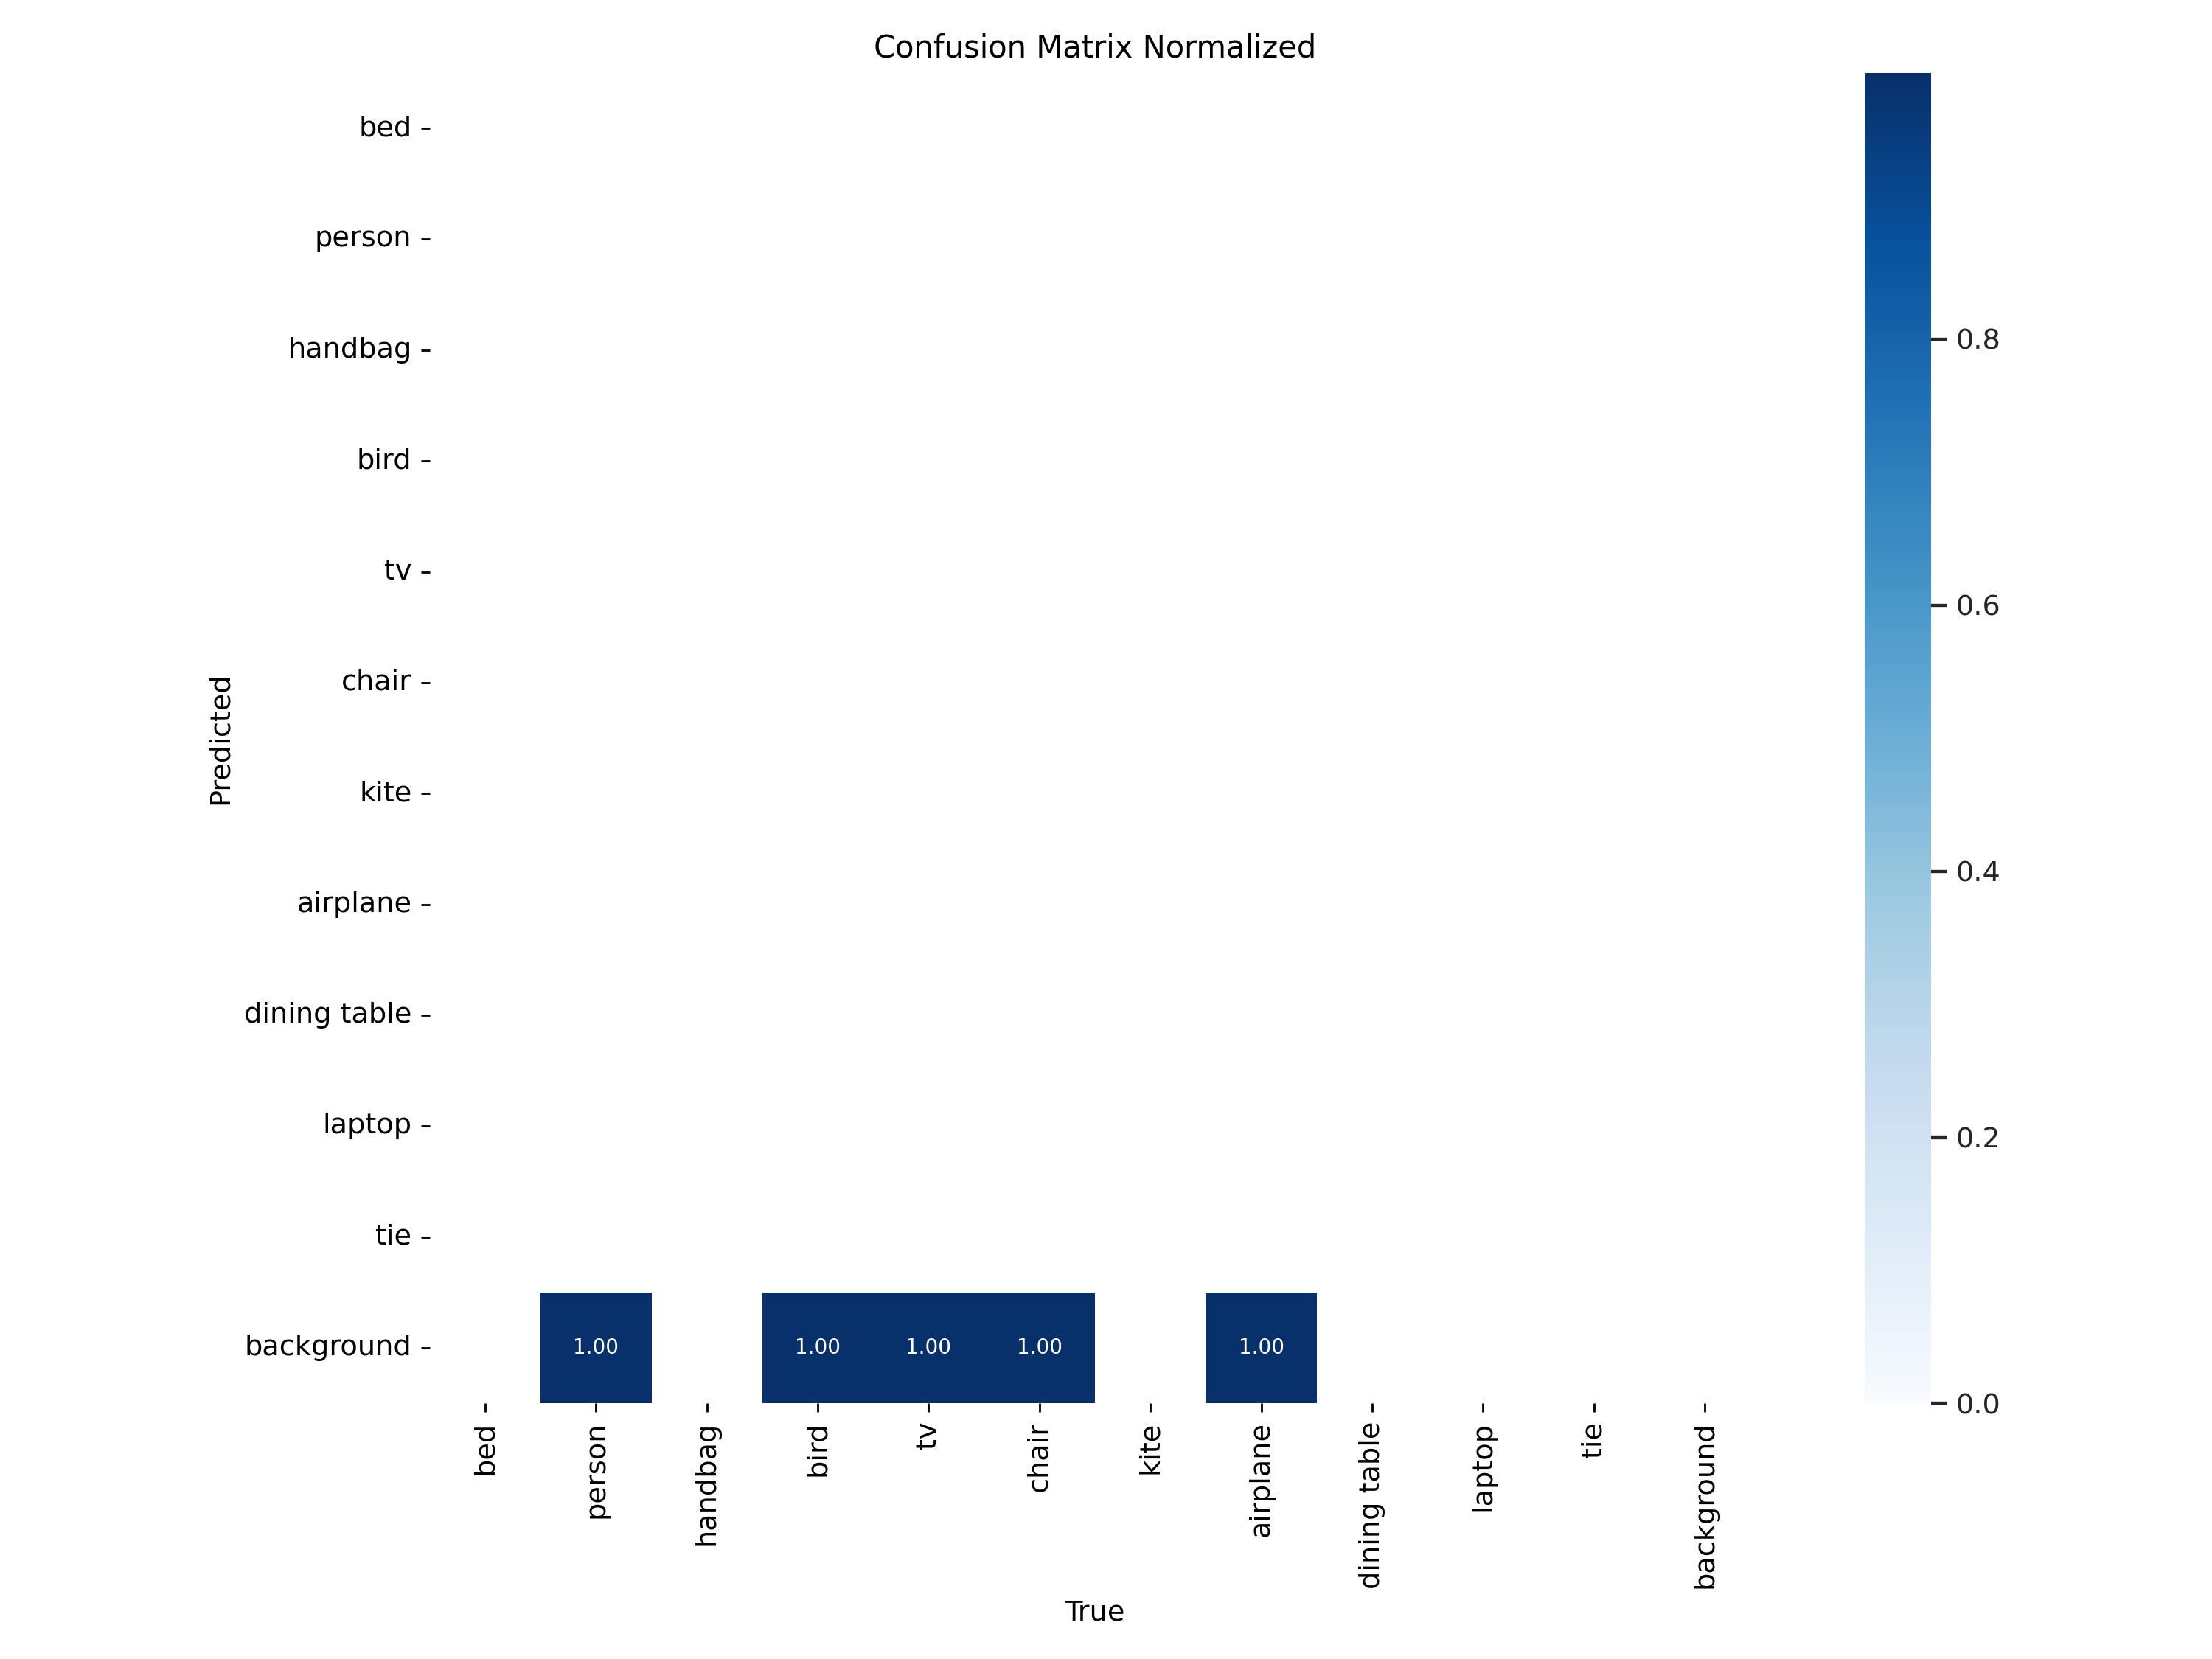 Confusion Matrix Normalized
bed
person
handbag
bird
tv
chair
kite
airplane
dining table
laptop
tie
background
Predicted
1.00
1.00
1.00
1.00
1.00
bed
person
handbag
bird
tv
chair
kite
airplane
dining table
laptop
tie
background
True
0.8
0.6
0.4
0.2
0.0